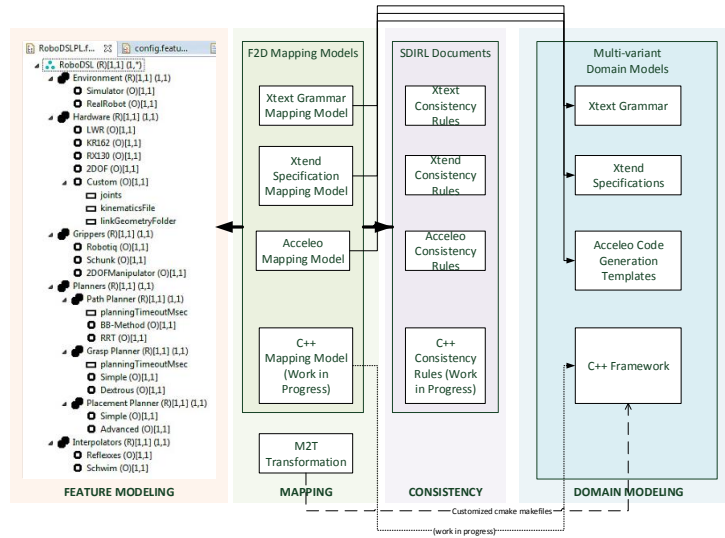 RoboDSLPL.f...
config.featu...
RoboDSL (R)[1,1] (1,*)
Environment (R)[1,1] (1,1)
Simulator (O)[1,1]
RealRobot (O)[1,1]
Hardware (R)[1,1] (1,1)
LWR (O)[1,1]
KR162 (O)[1,1]
RX130 (O)[1,1]
2DOF (O)[1,1]
Custom (O)[1,1]
joints
kinematicsFile
linkGeometryFolder
Grippers (R)[1,1] (1,1)
Robotiq (O)[1,1]
Schunk (O)[1,1]
2DOFManipulator (O)[1,1]
Planners (R)[1,1] (1,1)
Path Planner (R)[1,1] (1,1)
planningTimeoutMsec
BB-Method (O)[1,1]
RRT (O)[1,1]
Grasp Planner (R)[1,1] (1,1)
planningTimeoutMsec
Simple (O)[1,1]
Dextrous (O)[1,1]
Placement Planner (R)[1,1] (1,1)
Simple (O)[1,1]
Advanced (O)[1,1]
Interpolators (R)[1,1] (1,1)
Reflexxes (O)[1,1]
Schwim (O)[1,1]
FEATURE MODELING
F2D Mapping Models
Xtext Grammar
Mapping Model
Xtend
Specification
Mapping Model
Acceleo
Mapping Model
C++
Mapping Model
(Work in
Progress)
M2T
Transformation
MAPPING
SDIRL Documents
Xtext
Consistency
Rules
Xtend
Consistency
Rules
Acceleo
Consistency
Rules
C++
Consistency
Rules (Work in
Progress)
CONSISTENCY
Multi-variant
Domain Models
Xtext Grammar
Xtend
Specifications
Acceleo Code
Generation
Templates
C++ Framework
DOMAIN MODELING
Customized cmake makefiles
(work in progress)